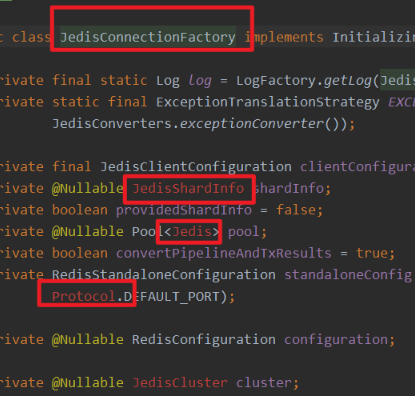 c class JedisConnectionFactory implements Initializin
rivate final static Log log = LogFactory.getLog(Jedis
rivate static final ExceptionTranslationStrategy EXC
JedisConverters.exceptionConverter());
rivate final JedisClientConfiguration clientConfigura
rivate @Nullable JedisShardInfo shardInfo;
rivate boolean providedShardInfo = false;
rivate @Nullable Pool<Jedis> pool;
rivate boolean convertPipelineAndTxResults = true;
rivate RedisStandaloneConfiguration standaloneConfig
Protocol.DEFAULT_PORT);
rivate @Nullable RedisConfiguration configuration;
rivate @Nullable JedisCluster cluster;